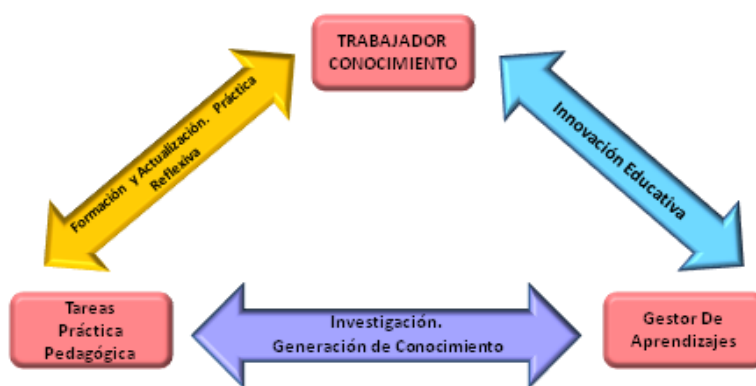 TRABAJADOR
CONOCIMIENTO
Formación y Actualización. Práctica
Reflexiva
Innovación Educativa
Tareas
Práctica
Pedagógica
Investigación.
Generación de Conocimiento
Gestor De
Aprendizajes